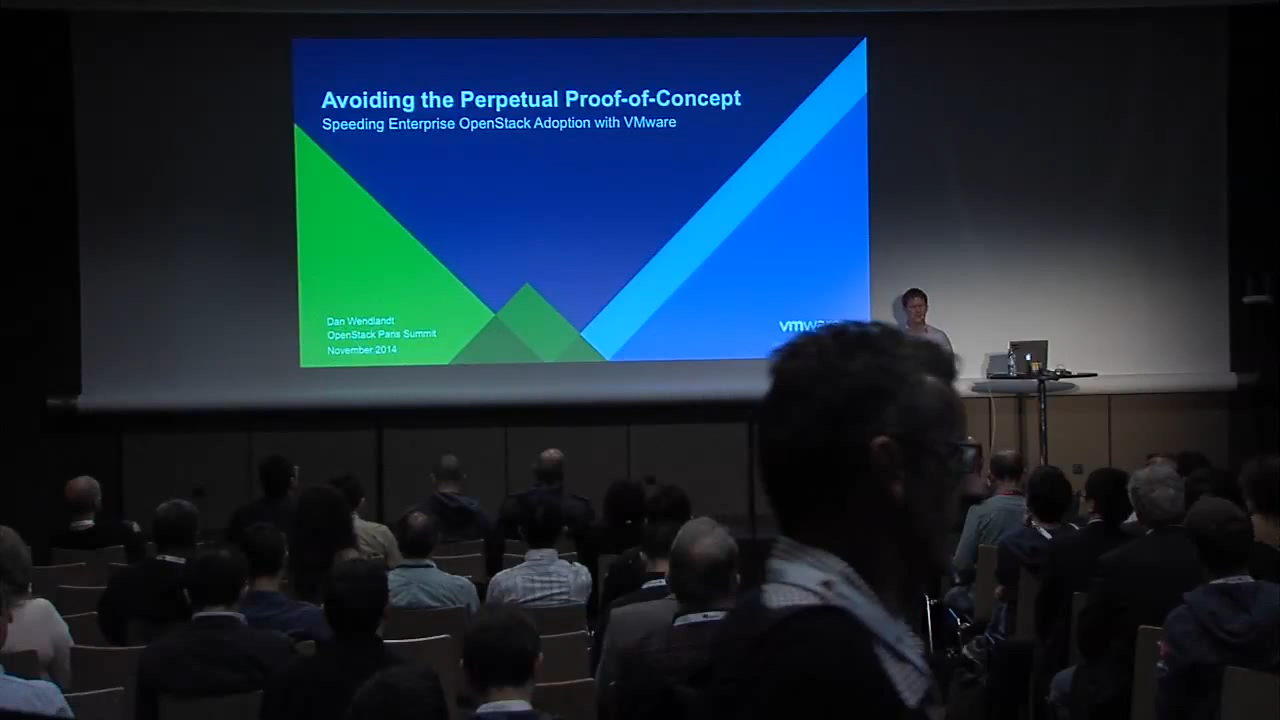 Avoiding the Perpetual Proof-of-Concept
Speeding Enterprise OpenStack Adoption with VMware
Dan Wendlandt
OpenStack Paris Summit
November 2014